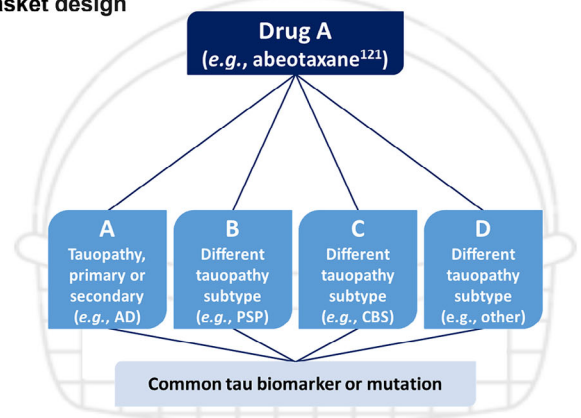 basket design
Drug A
(e.g., abeotaxane121)
A
Tauopathy,
primary or
secondary
(e.g., AD)
B
Different
tauopathy
subtype
(e.g., PSP)
C
Different
tauopathy
subtype
(e.g., CBS)
D
Different
tauopathy
subtype
(e.g., other)
Common tau biomarker or mutation